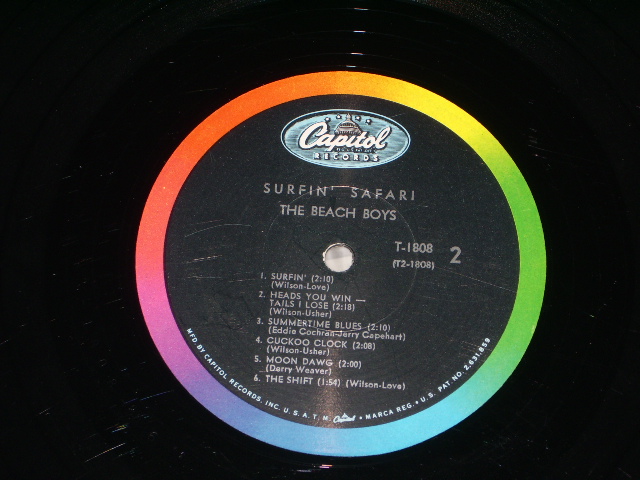 Capitol
RECORDS
SURFIN' SAFARI
THE BEACH BOYS
T-1808
(T2-1808)
2
1. SURFIN' (2:10)
(Wilson-Love)
2. HEADS YOU WIN —
TAILS I LOSE (2:18)
(Wilson-Usher)
3. SUMMERTIME BLUES (2:10)
(Eddie Cochran-Jerry Capehart)
4. CUCKOO CLOCK (2:08)
(Wilson-Usher)
5. MOON DAWG (2:00)
(Derry Weaver)
6. THE SHIFT (1:54) (Wilson-Love)
MFD BY CAPITOL RECORDS, INC. U.S.A. T.M. Capitol • MARCA REG. • U.S. PAT. NO. 2,631,859